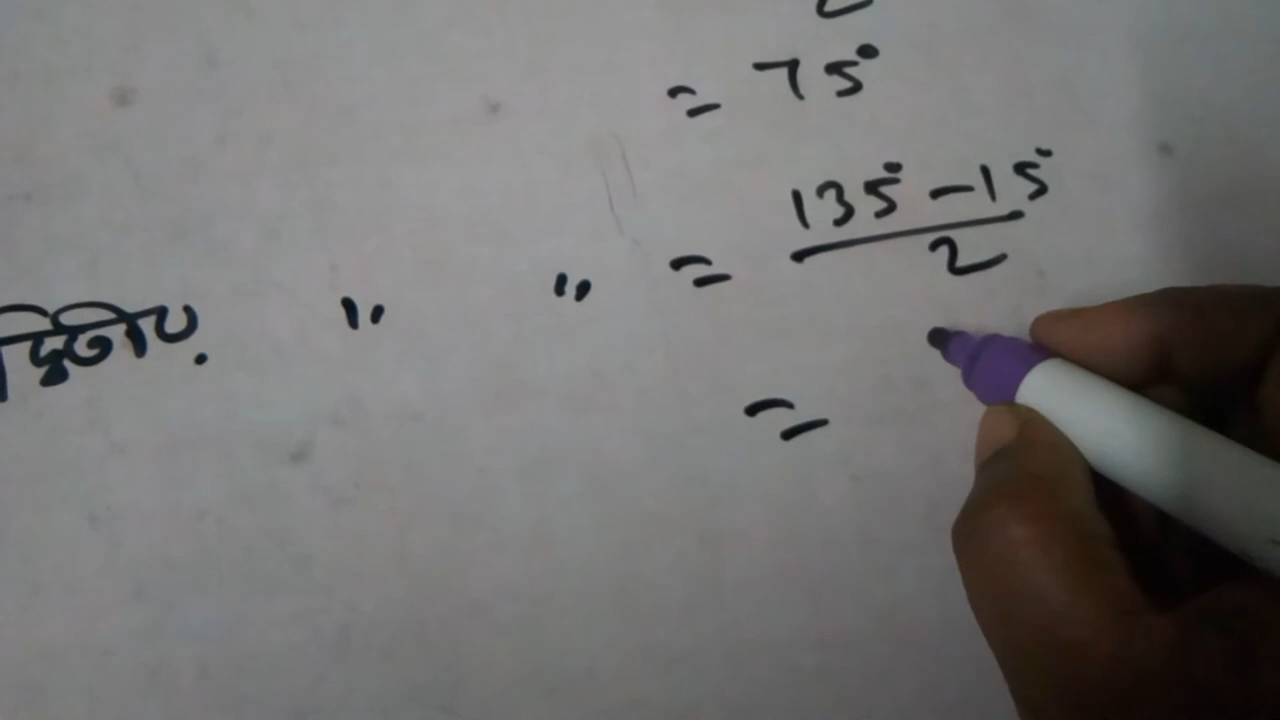 = 75°
দ্বিতীয় " " = 135° - 15° / 2
=